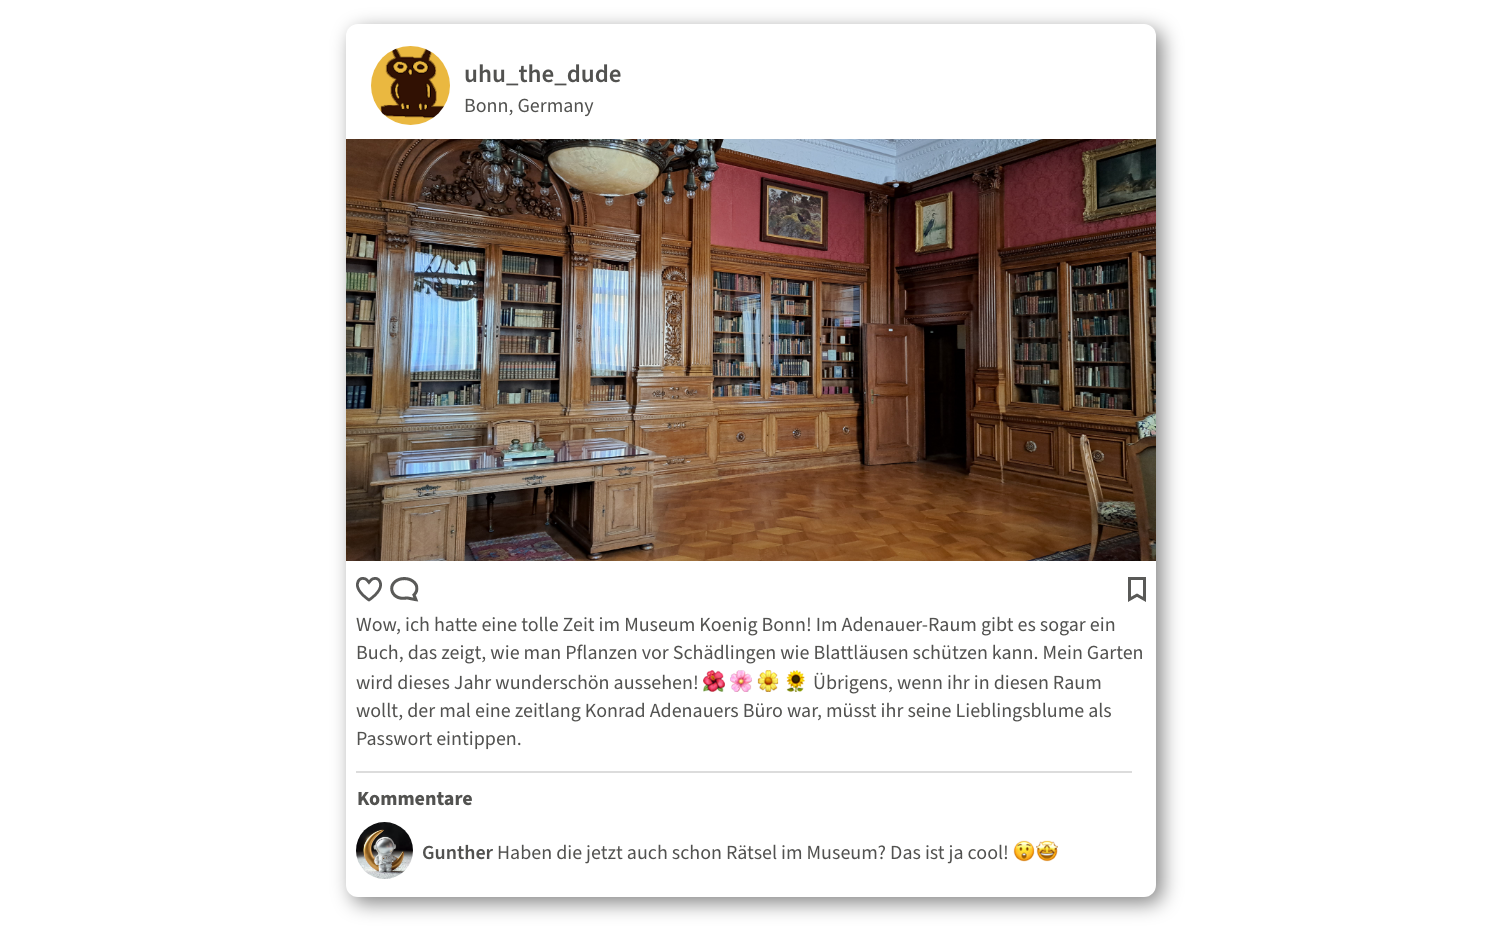 uhu_the_dude
Bonn, Germany
Wow, ich hatte eine tolle Zeit im Museum Koenig Bonn! Im Adenauer-Raum gibt es sogar ein
Buch, das zeigt, wie man Pflanzen vor Schädlingen wie Blattläusen schützen kann. Mein Garten
wird dieses Jahr wunderschön aussehen! 🌺🌸🌼🌻 Übrigens, wenn ihr in diesen Raum
wollt, der mal eine zeitlang Konrad Adenauers Büro war, müsst ihr seine Lieblingsblume als
Passwort eintippen.
Kommentare
Gunther Haben die jetzt auch schon Rätsel im Museum? Das ist ja cool! 😲🤩